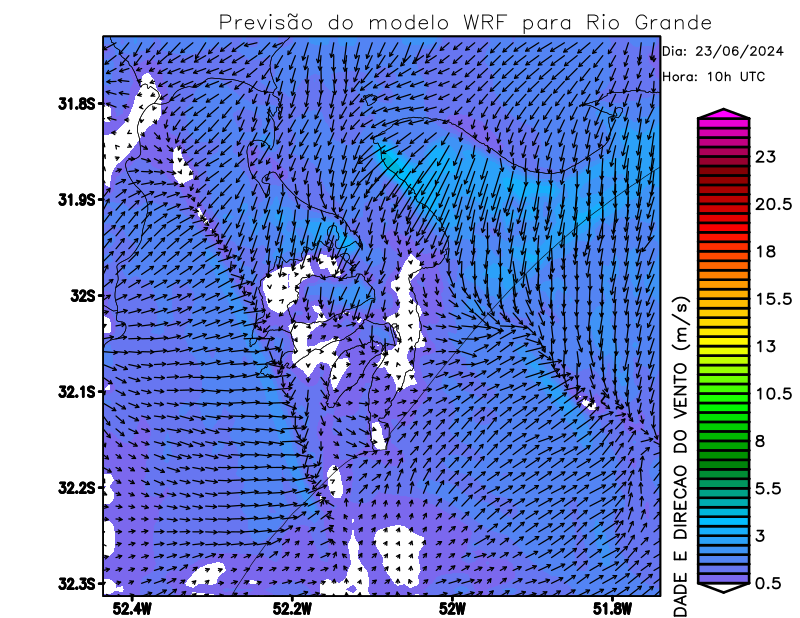 Previsão do modelo WRF para Rio Grande
Dia: 23/06/2024
Hora: 10h UTC
31.8S
31.9S
32S
32.1S
32.2S
32.3S
52.4W
52.2W
52W
51.8W
23
20.5
18
15.5
13
10.5
8
5.5
3
0.5
DADE E DIRECAO DO VENTO (m/s)